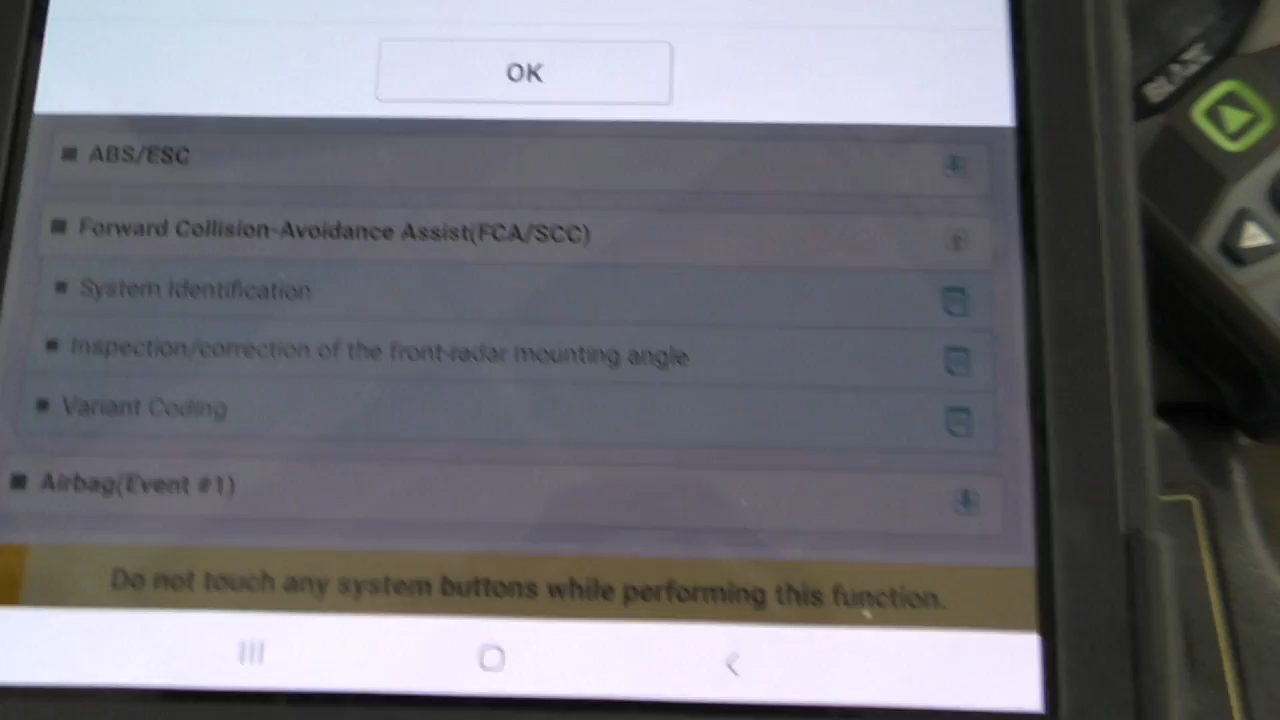 OK
ABS/ESC
Forward Collision-Avoidance Assist(FCA/SCC)
System Identification
Inspection/correction of the front-radar mounting angle
Variant Coding
Airbag(Event #1)
Do not touch any system buttons while performing this function.